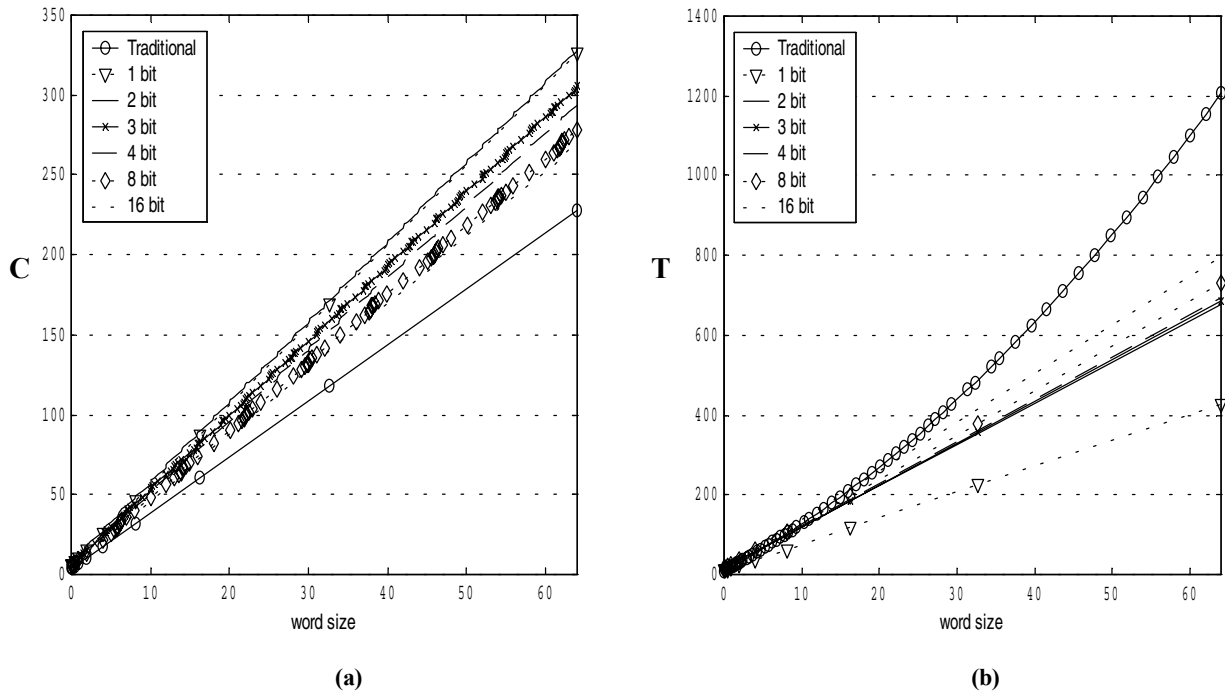 350
300
250
200
150
100
50
0
C
Traditional
1 bit
2 bit
3 bit
4 bit
8 bit
16 bit
0 10 20 30 40 50 60
word size
(a)
1400
1200
1000
800
600
400
200
0
T
Traditional
1 bit
2 bit
3 bit
4 bit
8 bit
16 bit
0 10 20 30 40 50 60
word size
(b)